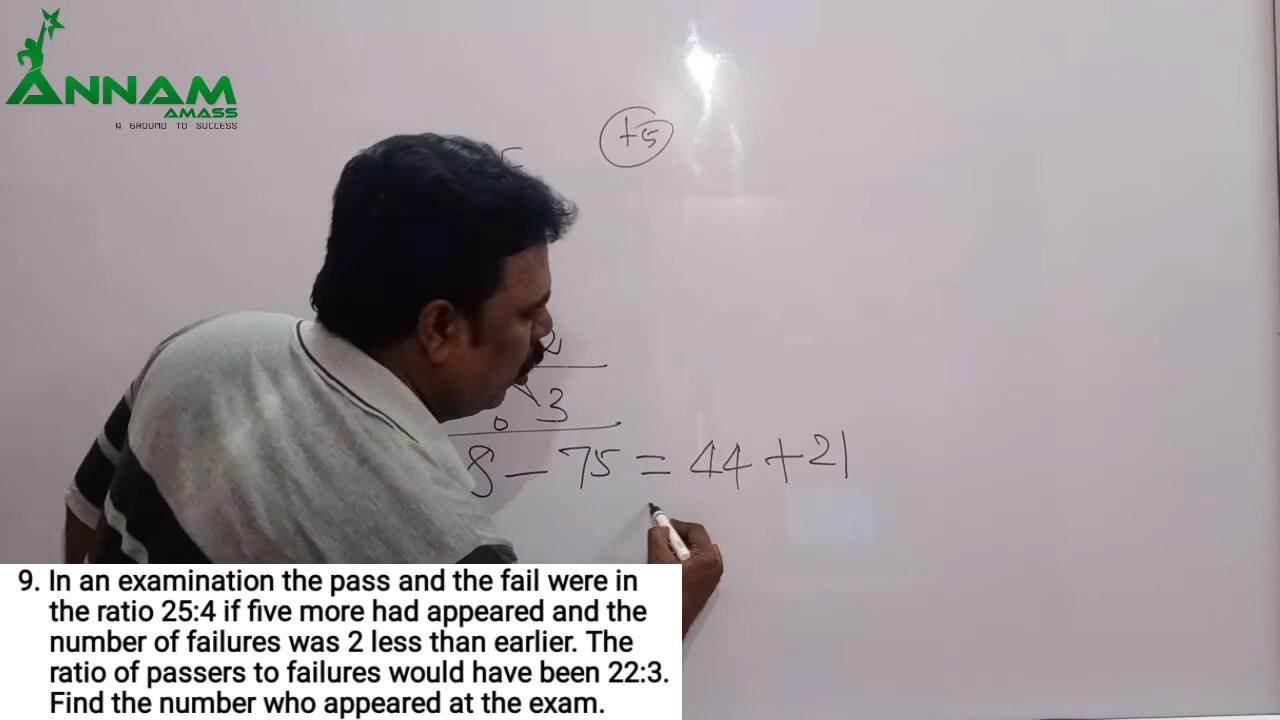 ANNAM
AMASS
A GROUND TO SUCCESS
+5
3
8 - 75 = 44 + 21
9. In an examination the pass and the fail were in
the ratio 25:4 if five more had appeared and the
number of failures was 2 less than earlier. The
ratio of passers to failures would have been 22:3.
Find the number who appeared at the exam.